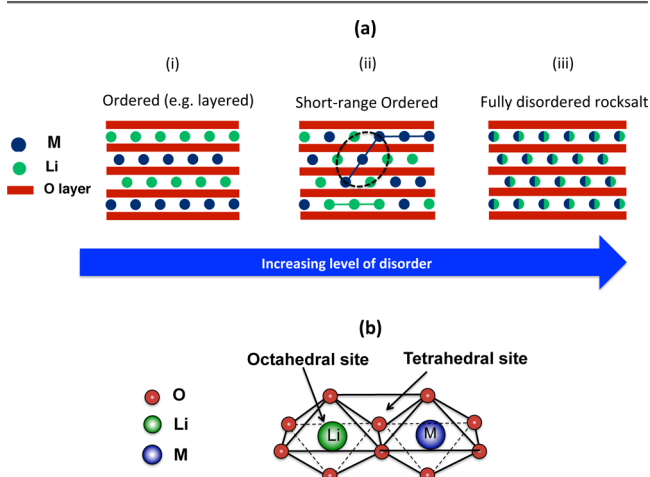 (a)
(i)
(ii)
(iii)
Ordered (e.g. layered)
Short-range Ordered
Fully disordered rocksalt
M
Li
O layer
Increasing level of disorder
(b)
Octahedral site
Tetrahedral site
O
Li
M
Li
M